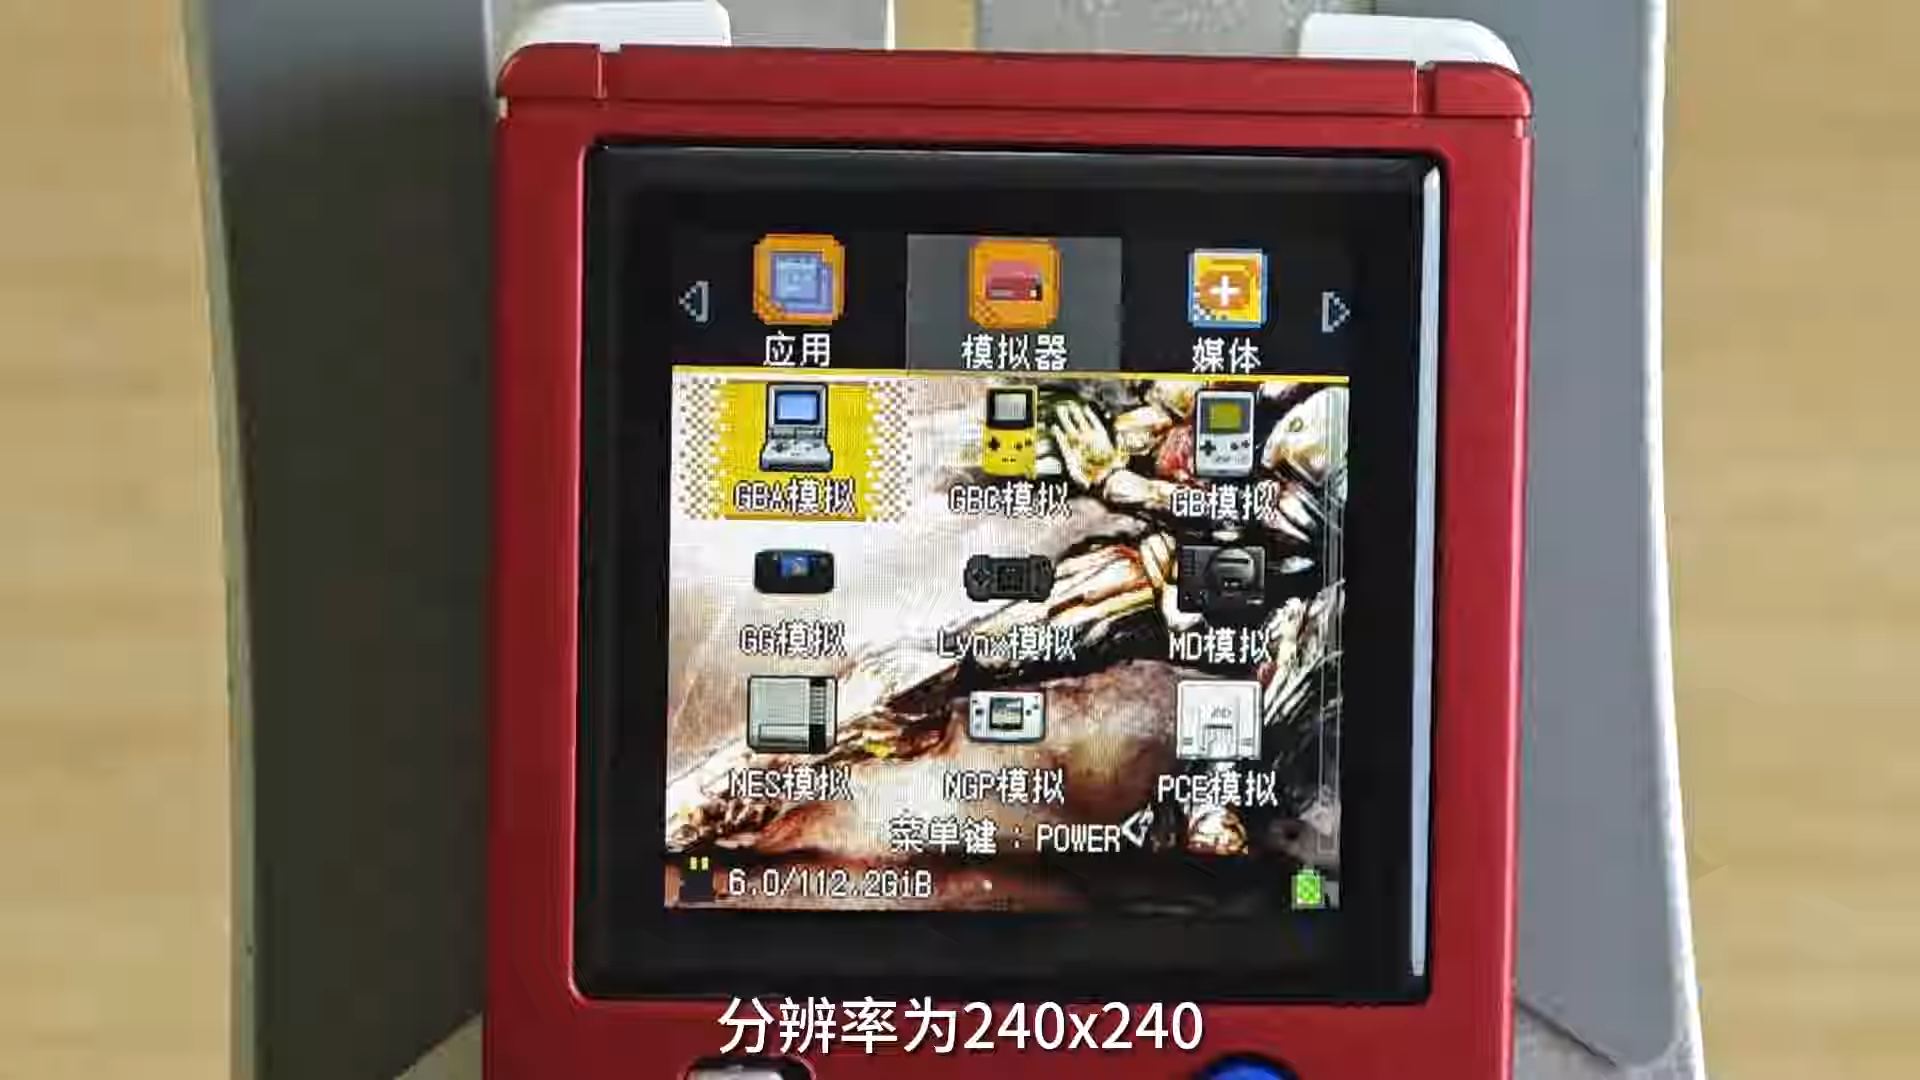 应用 模拟器 媒体
GBA模拟 GBC模拟 GB模拟
GG模拟 Lynx模拟 MD模拟
NES模拟 NGP模拟 PCE模拟
菜单键：POWER
6.0/112.2GiB
分辨率为240x240